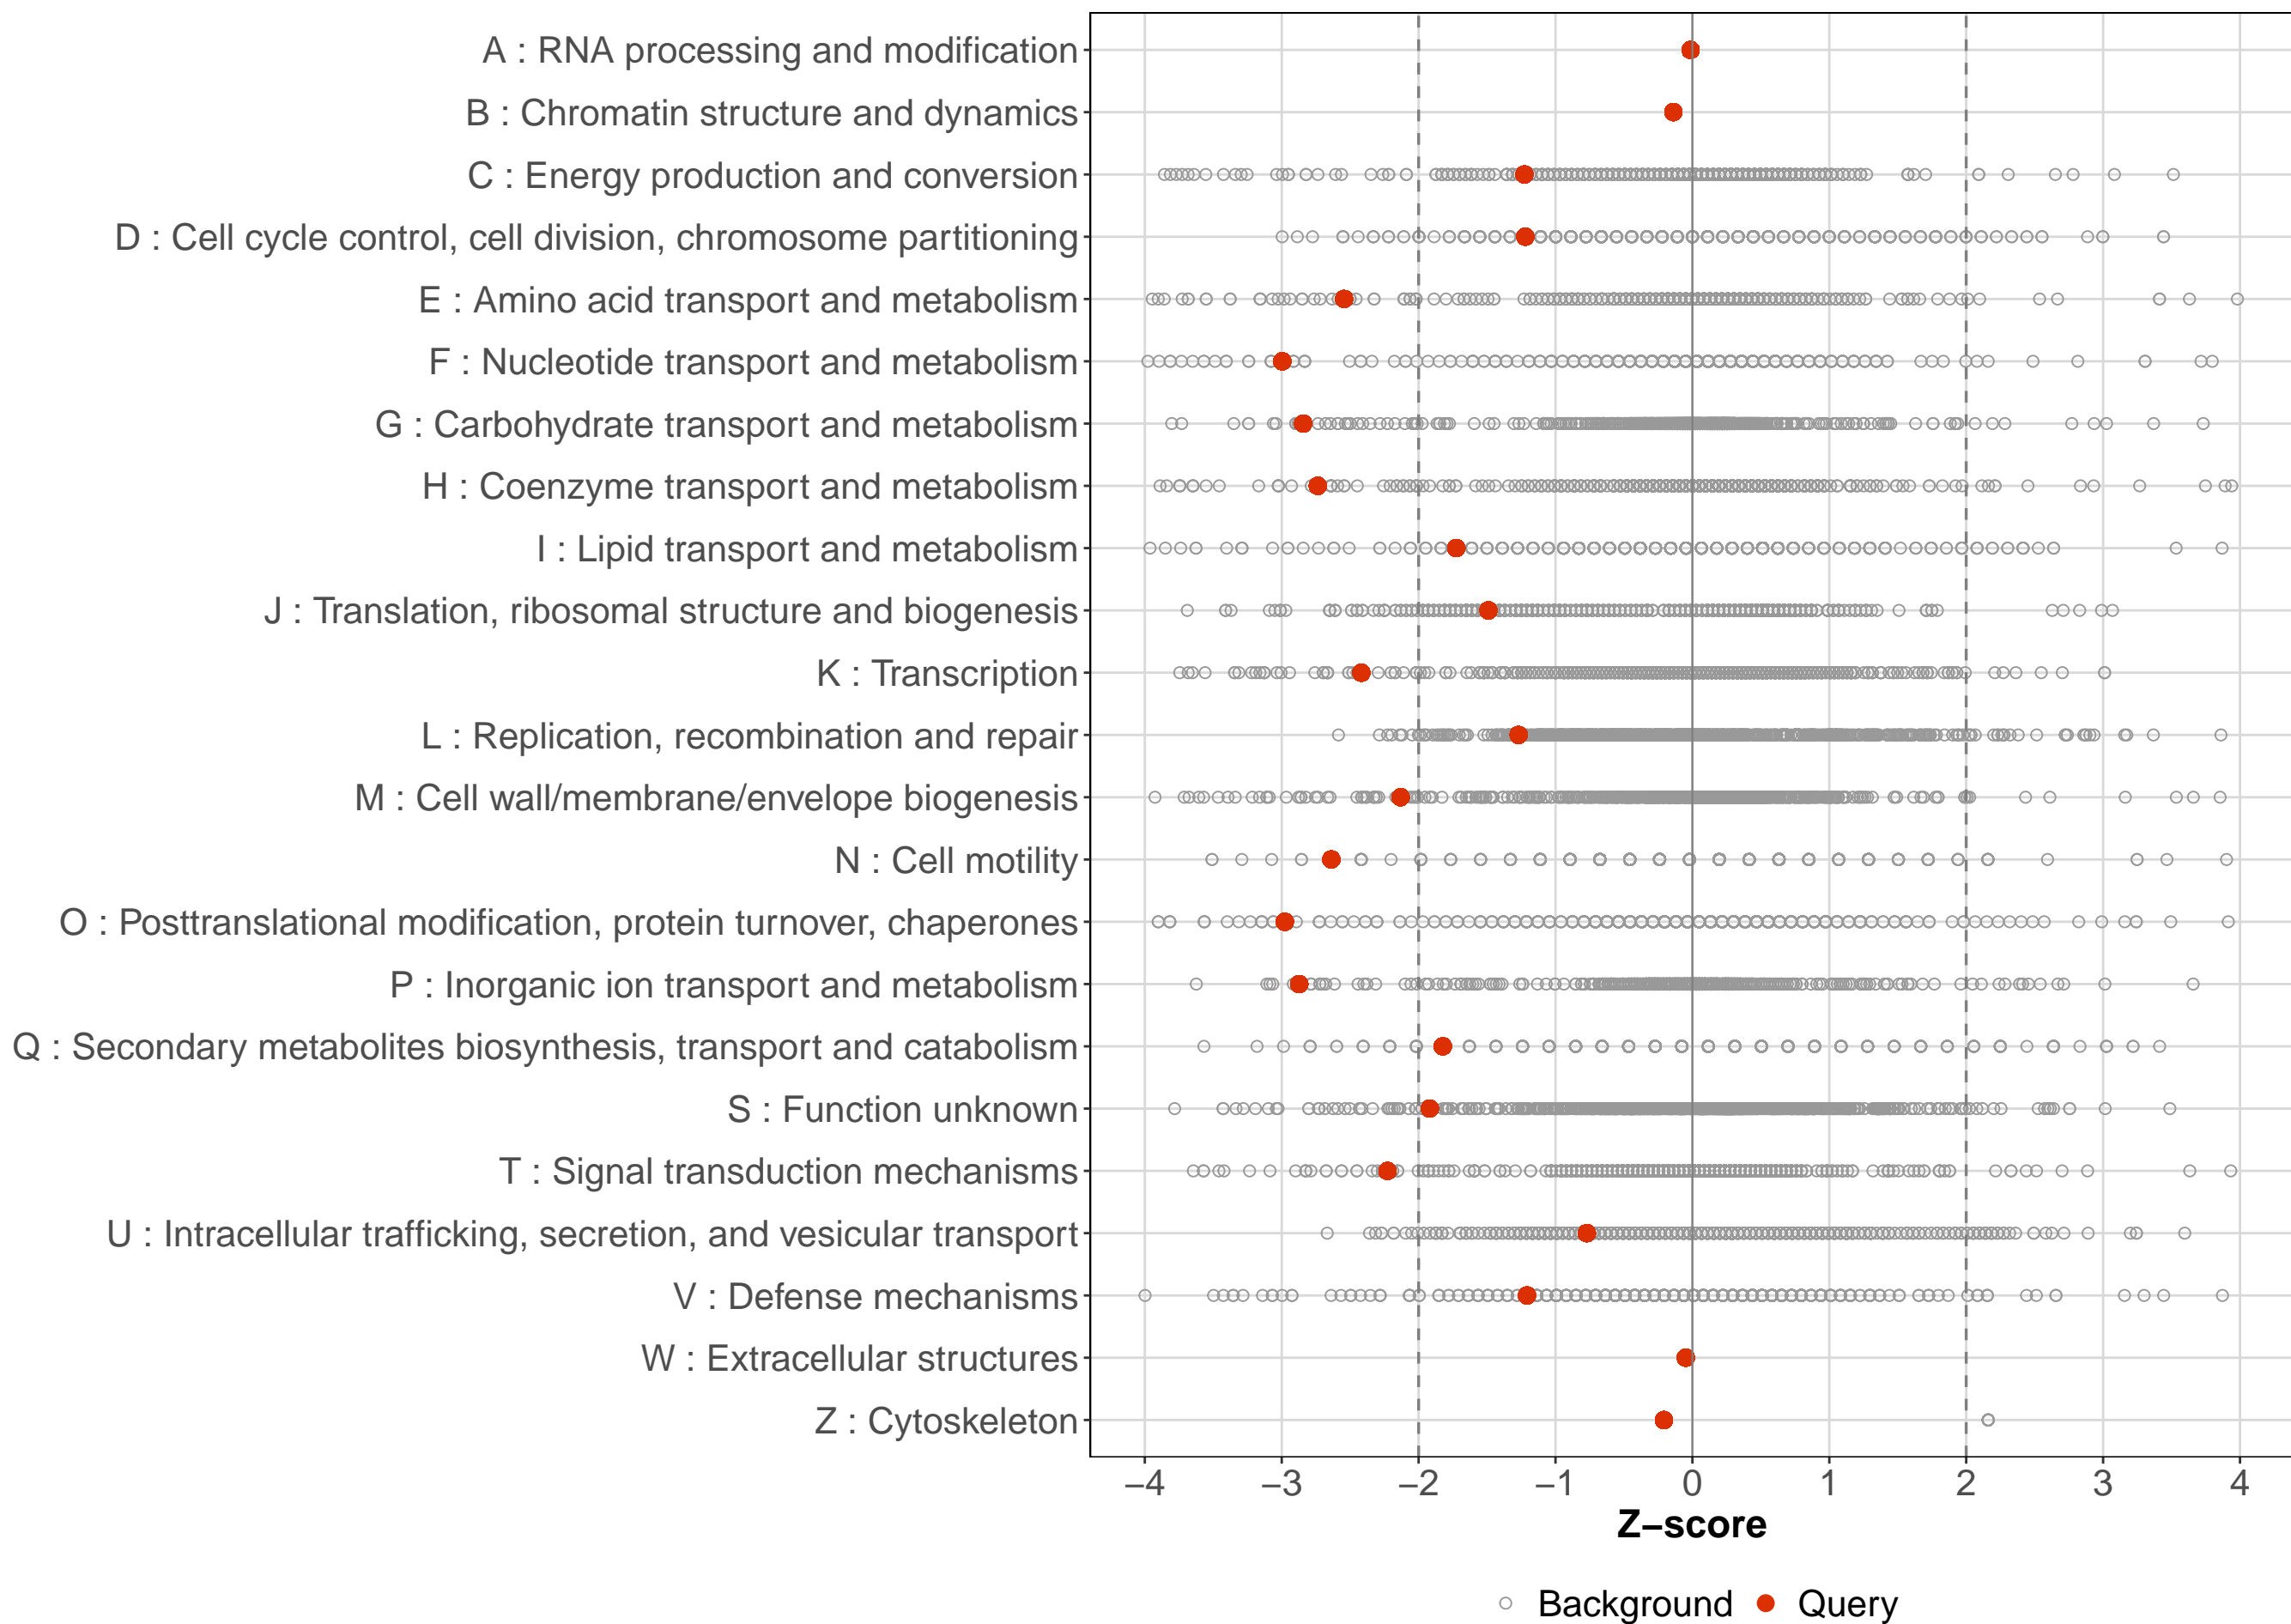 A : RNA processing and modification
B : Chromatin structure and dynamics
C : Energy production and conversion
D : Cell cycle control, cell division, chromosome partitioning
E : Amino acid transport and metabolism
F : Nucleotide transport and metabolism
G : Carbohydrate transport and metabolism
H : Coenzyme transport and metabolism
I : Lipid transport and metabolism
J : Translation, ribosomal structure and biogenesis
K : Transcription
L : Replication, recombination and repair
M : Cell wall/membrane/envelope biogenesis
N : Cell motility
O : Posttranslational modification, protein turnover, chaperones
P : Inorganic ion transport and metabolism
Q : Secondary metabolites biosynthesis, transport and catabolism
S : Function unknown
T : Signal transduction mechanisms
U : Intracellular trafficking, secretion, and vesicular transport
V : Defense mechanisms
W : Extracellular structures
Z : Cytoskeleton
−4 −3 −2 −1 0 1 2 3 4
Z−score
Background Query